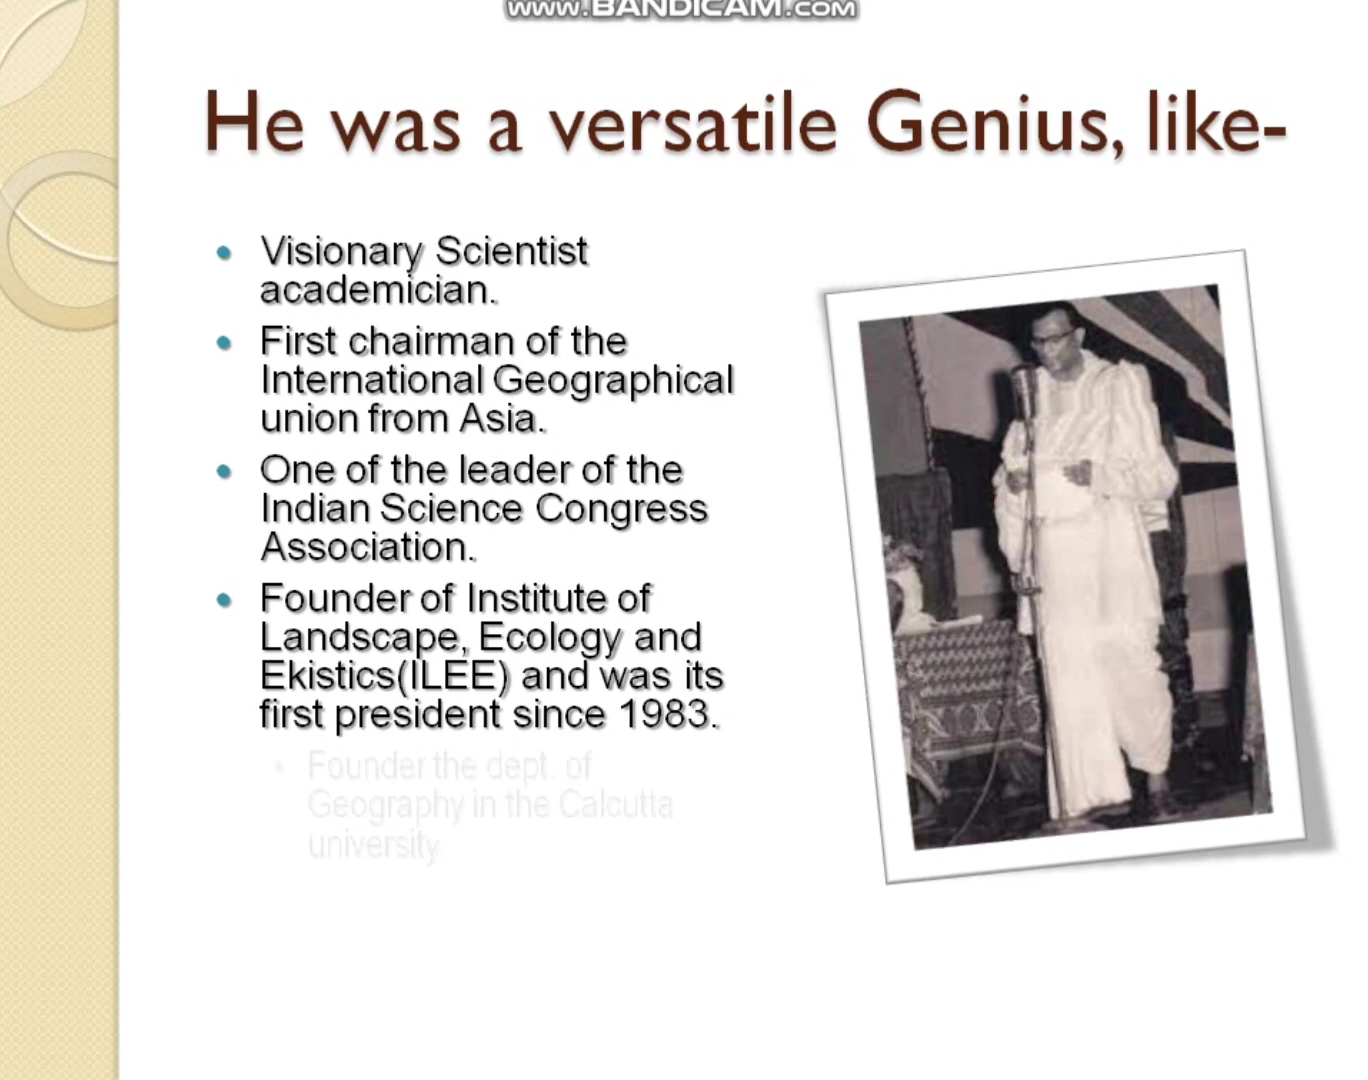 www.BANDICAM.com
He was a versatile Genius, like-
• Visionary Scientist
academician.
• First chairman of the
International Geographical
union from Asia.
• One of the leader of the
Indian Science Congress
Association.
• Founder of Institute of
Landscape, Ecology and
Ekistics(ILEE) and was its
first president since 1983.
• Founder the dept. of
Geography in the Calcutta
university.